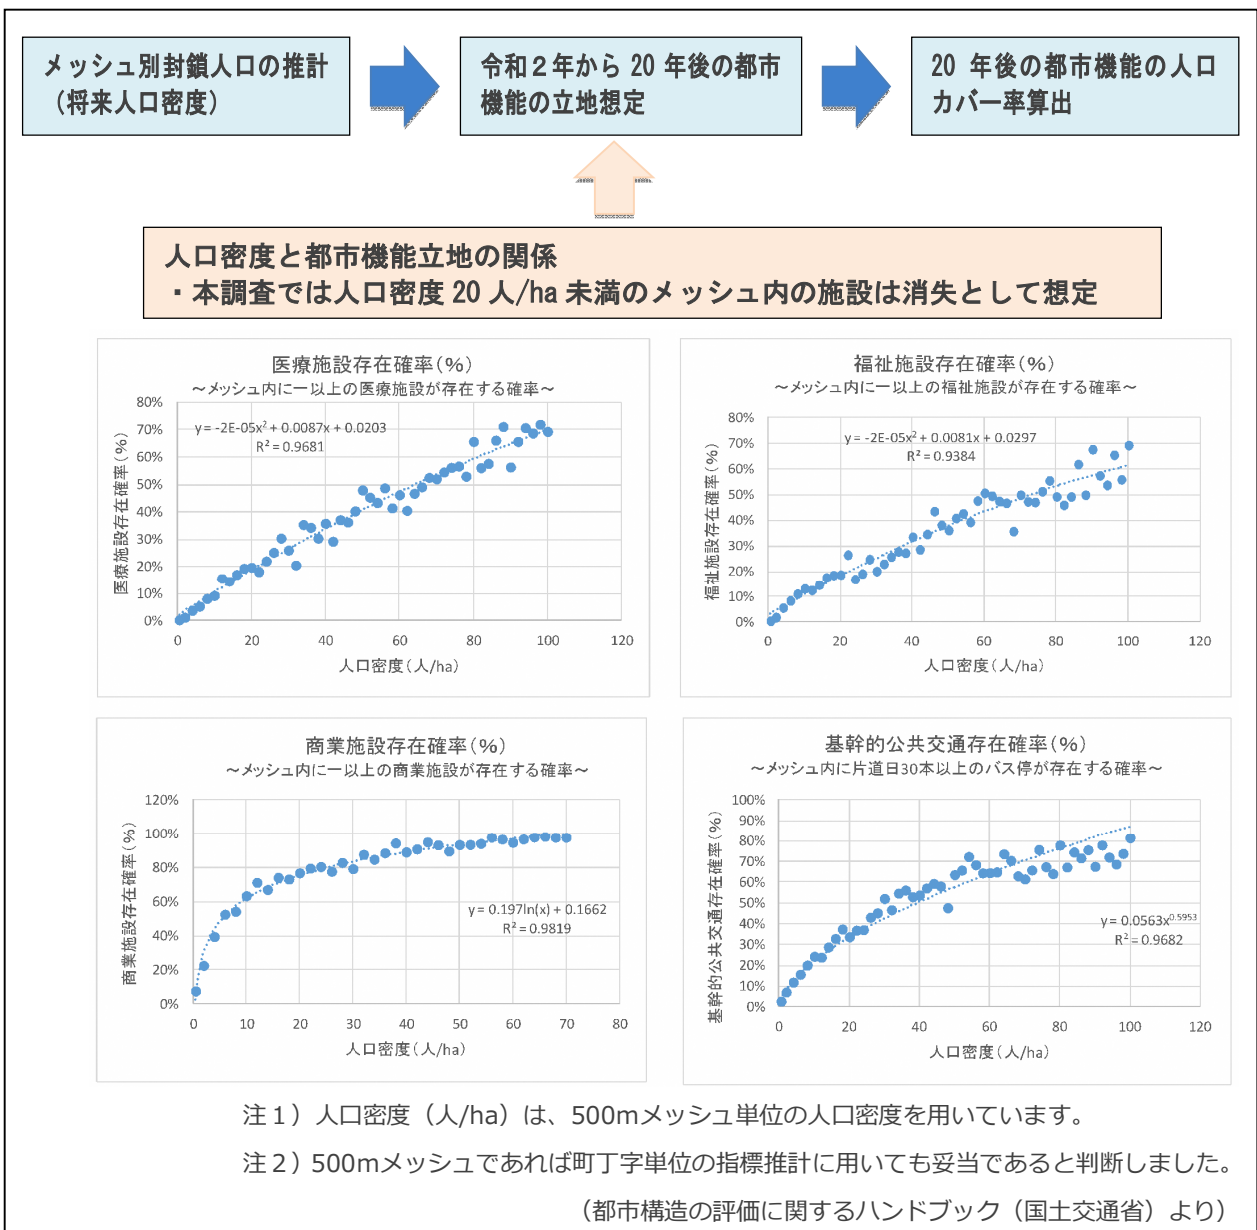 メッシュ別封鎖人口の推計
（将来人口密度）
令和２年から 20 年後の都市
機能の立地想定
20 年後の都市機能の人口
カバー率算出
人口密度と都市機能立地の関係
・本調査では人口密度 20 人/ha 未満のメッシュ内の施設は消失として想定
医療施設存在確率(%)
～メッシュ内に一以上の医療施設が存在する確率～
医療施設存在確率(%)
80%
70%
60%
50%
40%
30%
20%
10%
0%
y = -2E-05x² + 0.0087x + 0.0203
R² = 0.9681
0 20 40 60 80 100 120
人口密度(人/ha)
福祉施設存在確率(%)
～メッシュ内に一以上の福祉施設が存在する確率～
福祉施設存在確率(%)
80%
70%
60%
50%
40%
30%
20%
10%
0%
y = -2E-05x² + 0.0081x + 0.0297
R² = 0.9384
0 20 40 60 80 100 120
人口密度(人/ha)
商業施設存在確率(%)
～メッシュ内に一以上の商業施設が存在する確率～
商業施設存在確率(%)
120%
100%
80%
60%
40%
20%
0%
y = 0.197ln(x) + 0.1662
R² = 0.9819
0 10 20 30 40 50 60 70 80
人口密度(人/ha)
基幹的公共交通存在確率(%)
～メッシュ内に片道日30本以上のバス停が存在する確率～
基幹的公共交通存在確率(%)
100%
90%
80%
70%
60%
50%
40%
30%
20%
10%
0%
y = 0.0563x^0.5953
R² = 0.9682
0 20 40 60 80 100 120
人口密度(人/ha)
注１）人口密度（人/ha）は、500mメッシュ単位の人口密度を用いています。
注２）500mメッシュであれば町丁字単位の指標推計に用いても妥当であると判断しました。
（都市構造の評価に関するハンドブック（国土交通省）より）